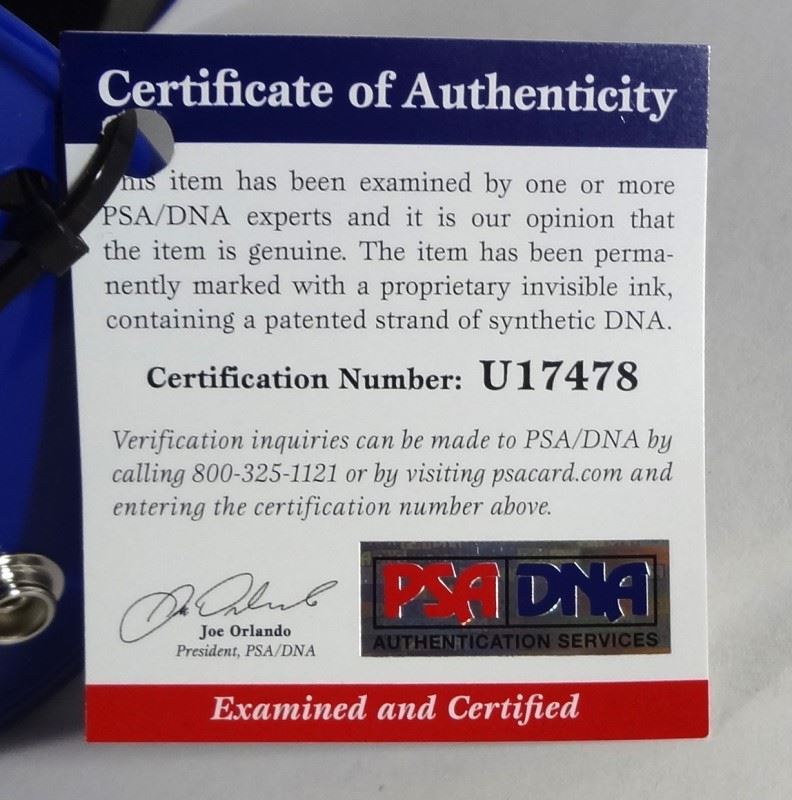 Certificate of Authenticity
This item has been examined by one or more
PSA/DNA experts and it is our opinion that
the item is genuine. The item has been perma-
nently marked with a proprietary invisible ink,
containing a patented strand of synthetic DNA.
Certification Number: U17478
Verification inquiries can be made to PSA/DNA by
calling 800-325-1121 or by visiting psacard.com and
entering the certification number above.
Joe Orlando
President, PSA/DNA
PSA DNA
AUTHENTICATION SERVICES
Examined and Certified